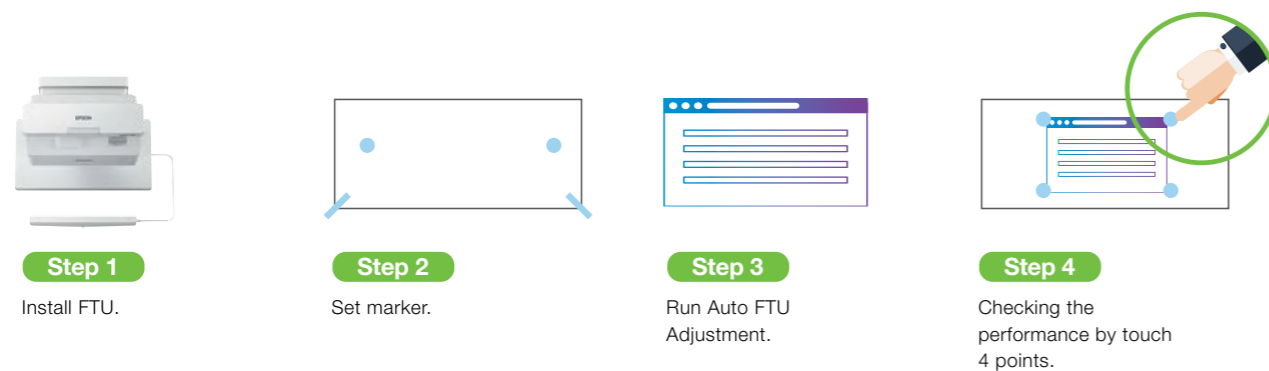 EPSON
Step 1
Install FTU.
Step 2
Set marker.
Step 3
Run Auto FTU
Adjustment.
Step 4
Checking the
performance by touch
4 points.